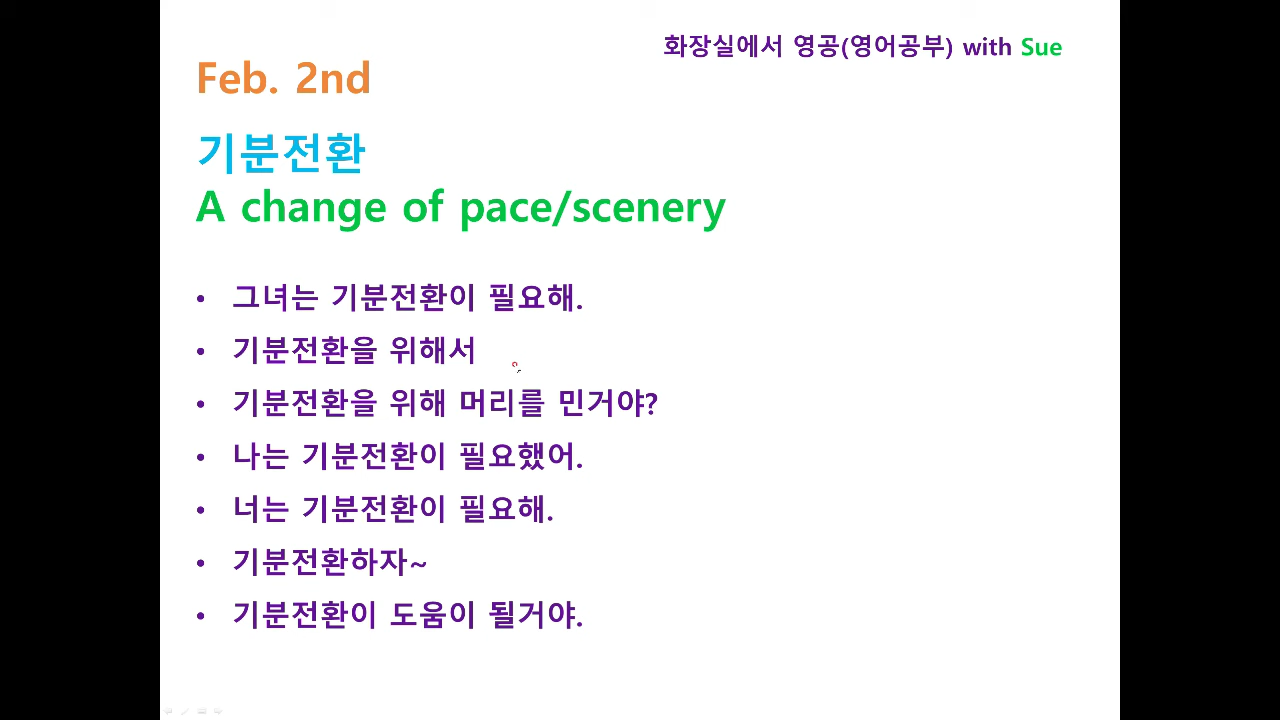 화장실에서 영공(영어공부) with Sue
Feb. 2nd
기분전환
A change of pace/scenery
• 그녀는 기분전환이 필요해.
• 기분전환을 위해서
• 기분전환을 위해 머리를 민거야?
• 나는 기분전환이 필요했어.
• 너는 기분전환이 필요해.
• 기분전환하자~
• 기분전환이 도움이 될거야.